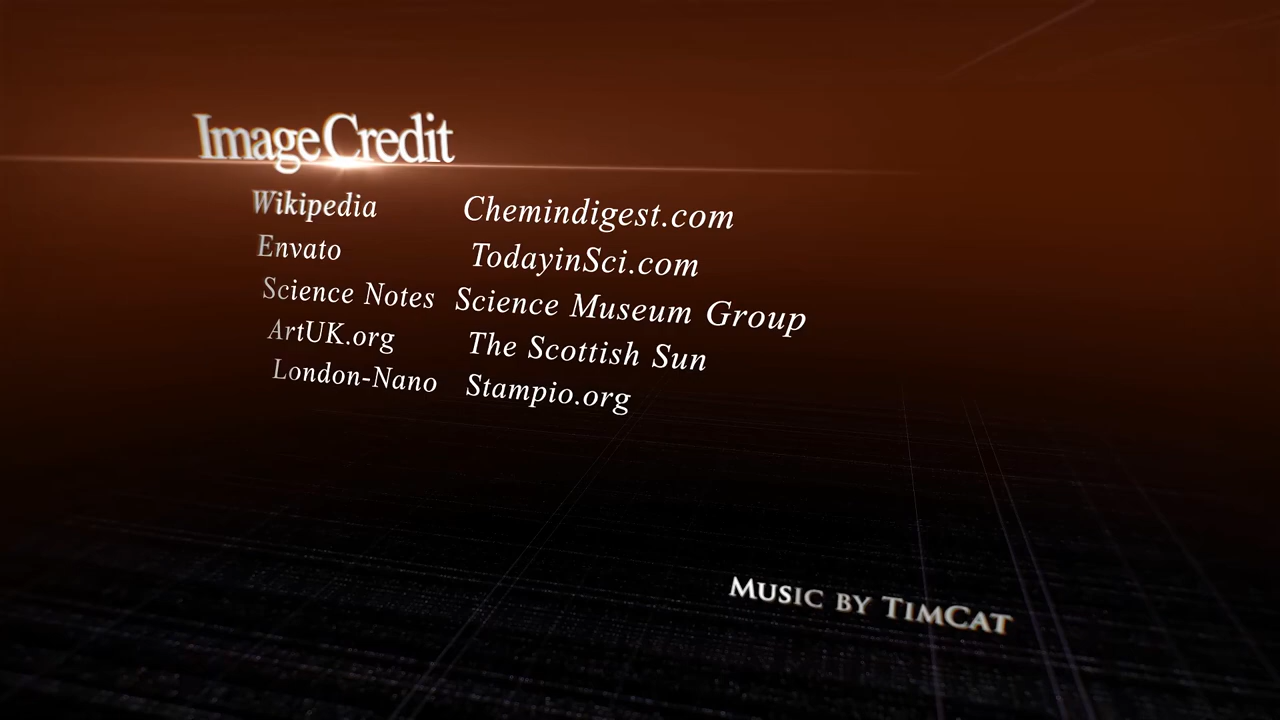 Image Credit
Wikipedia Chemindigest.com
Envato TodayinSci.com
Science Notes Science Museum Group
ArtUK.org The Scottish Sun
London-Nano Stampio.org
Music by TimCat